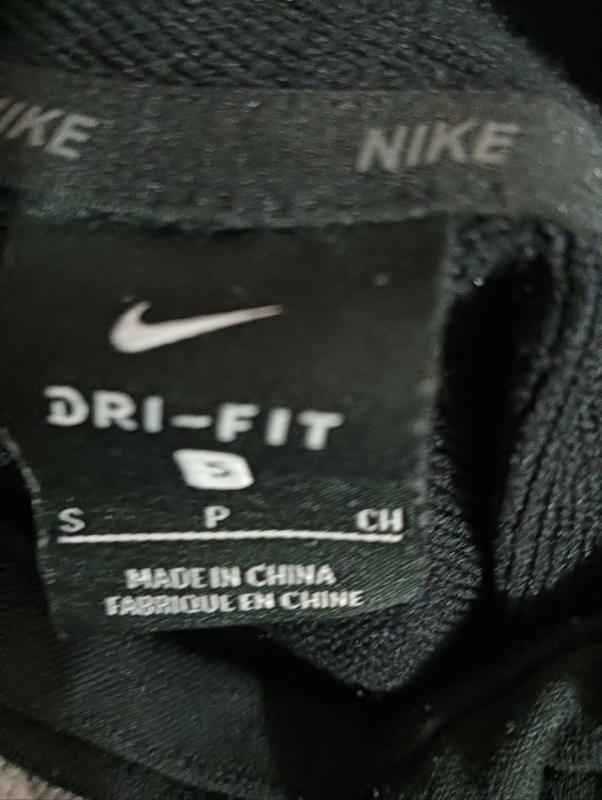 NIKE NIKE
DRI-FIT
S
S P CH
MADE IN CHINA
FABRIQUE EN CHINE